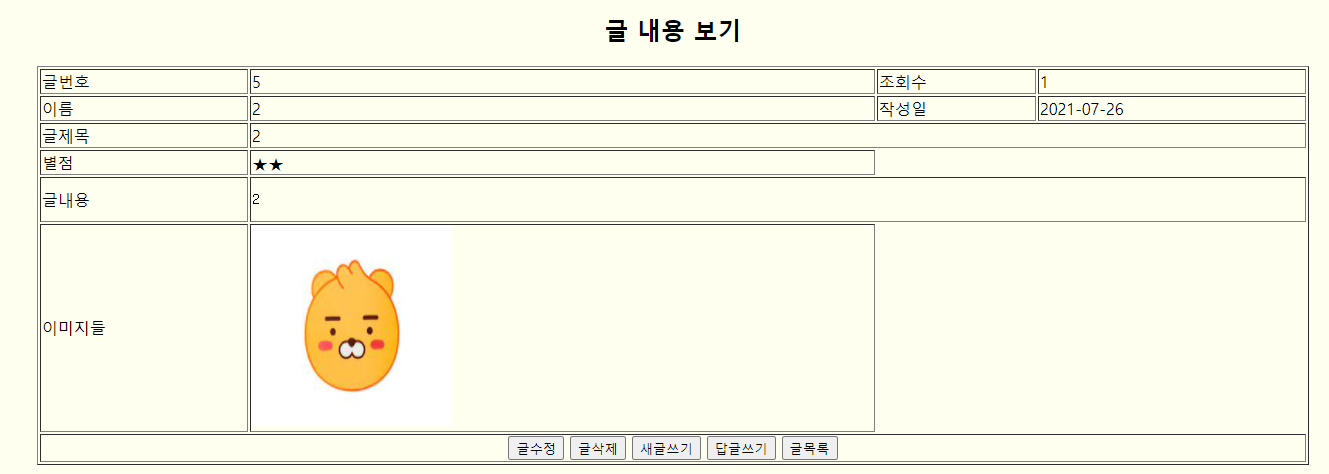 글 내용 보기
글번호 5 조회수 1
이름 2 작성일 2021-07-26
글제목 2
별점 ★★
글내용 2
이미지들
글수정 글삭제 새글쓰기 답글쓰기 글목록